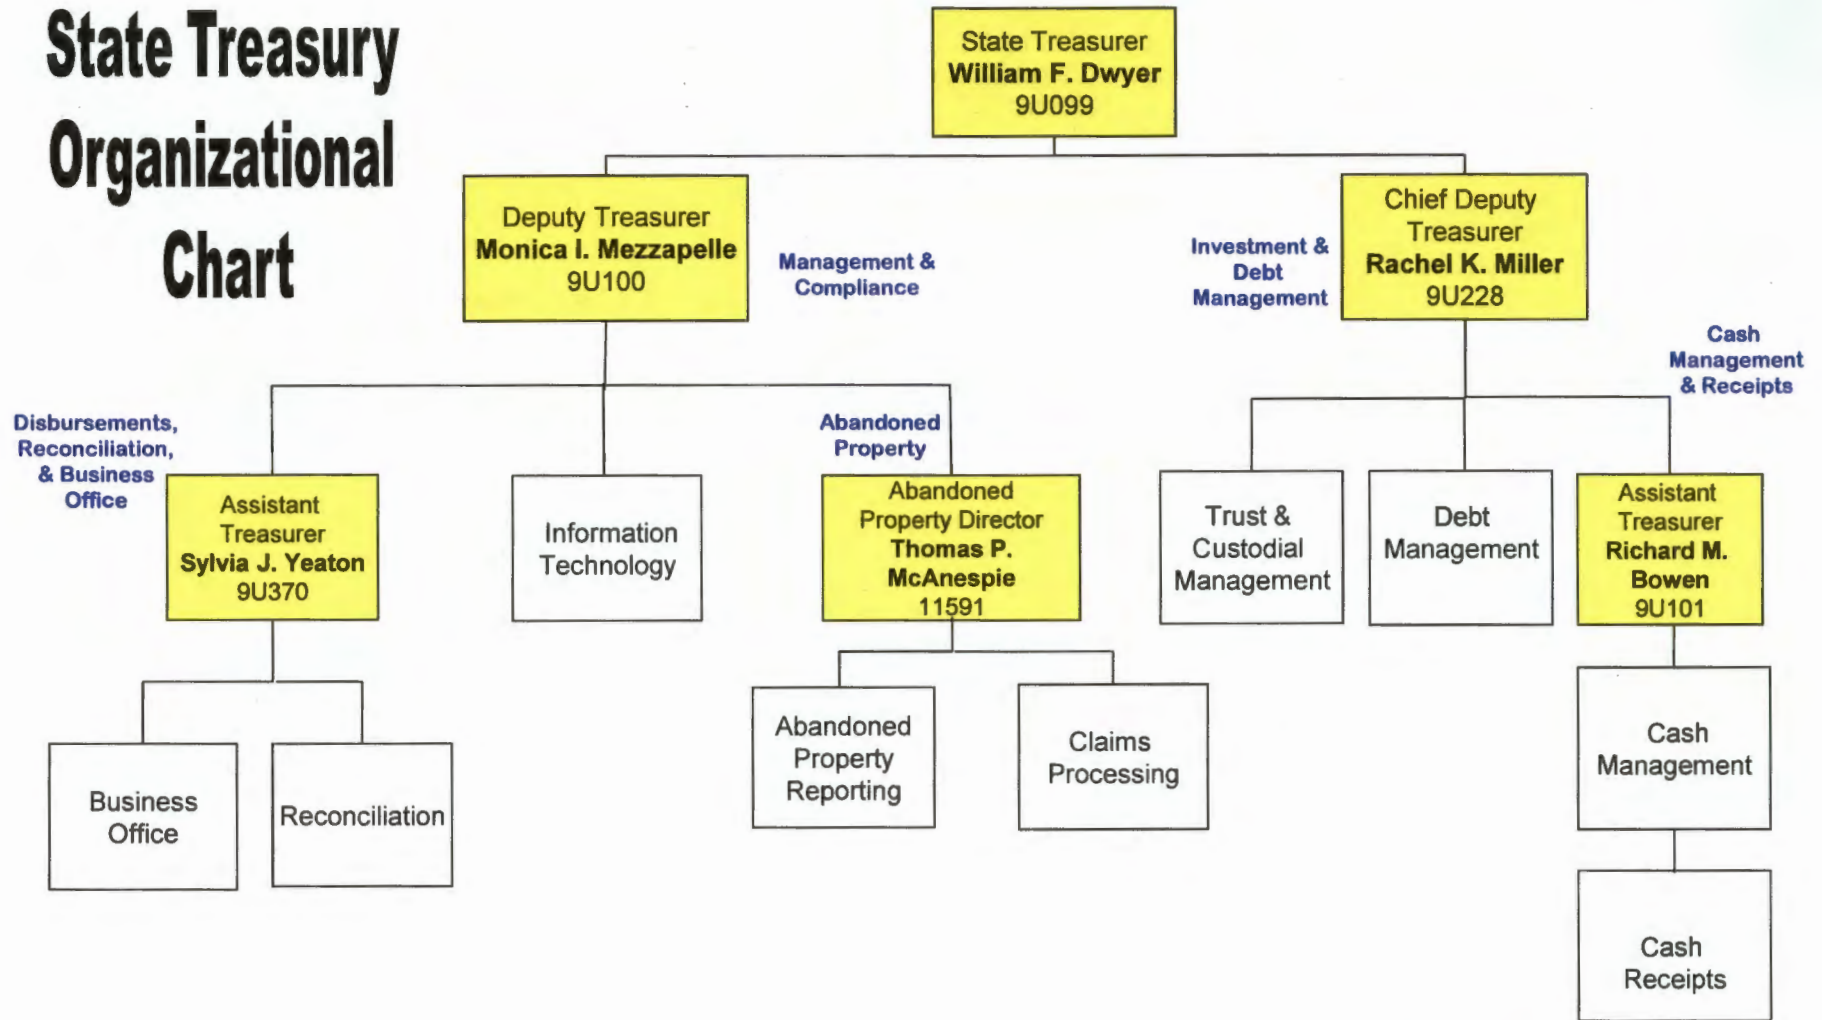 State Treasury
Organizational
Chart
State Treasurer
William F. Dwyer
9U099
Deputy Treasurer
Monica I. Mezzapelle
9U100
Management &
Compliance
Investment &
Debt
Management
Chief Deputy
Treasurer
Rachel K. Miller
9U228
Cash
Management
& Receipts
Disbursements,
Reconciliation,
& Business
Office
Assistant
Treasurer
Sylvia J. Yeaton
9U370
Information
Technology
Abandoned
Property
Abandoned
Property Director
Thomas P.
McAnespie
11591
Trust &
Custodial
Management
Debt
Management
Assistant
Treasurer
Richard M.
Bowen
9U101
Business
Office
Reconciliation
Abandoned
Property
Reporting
Claims
Processing
Cash
Management
Cash
Receipts